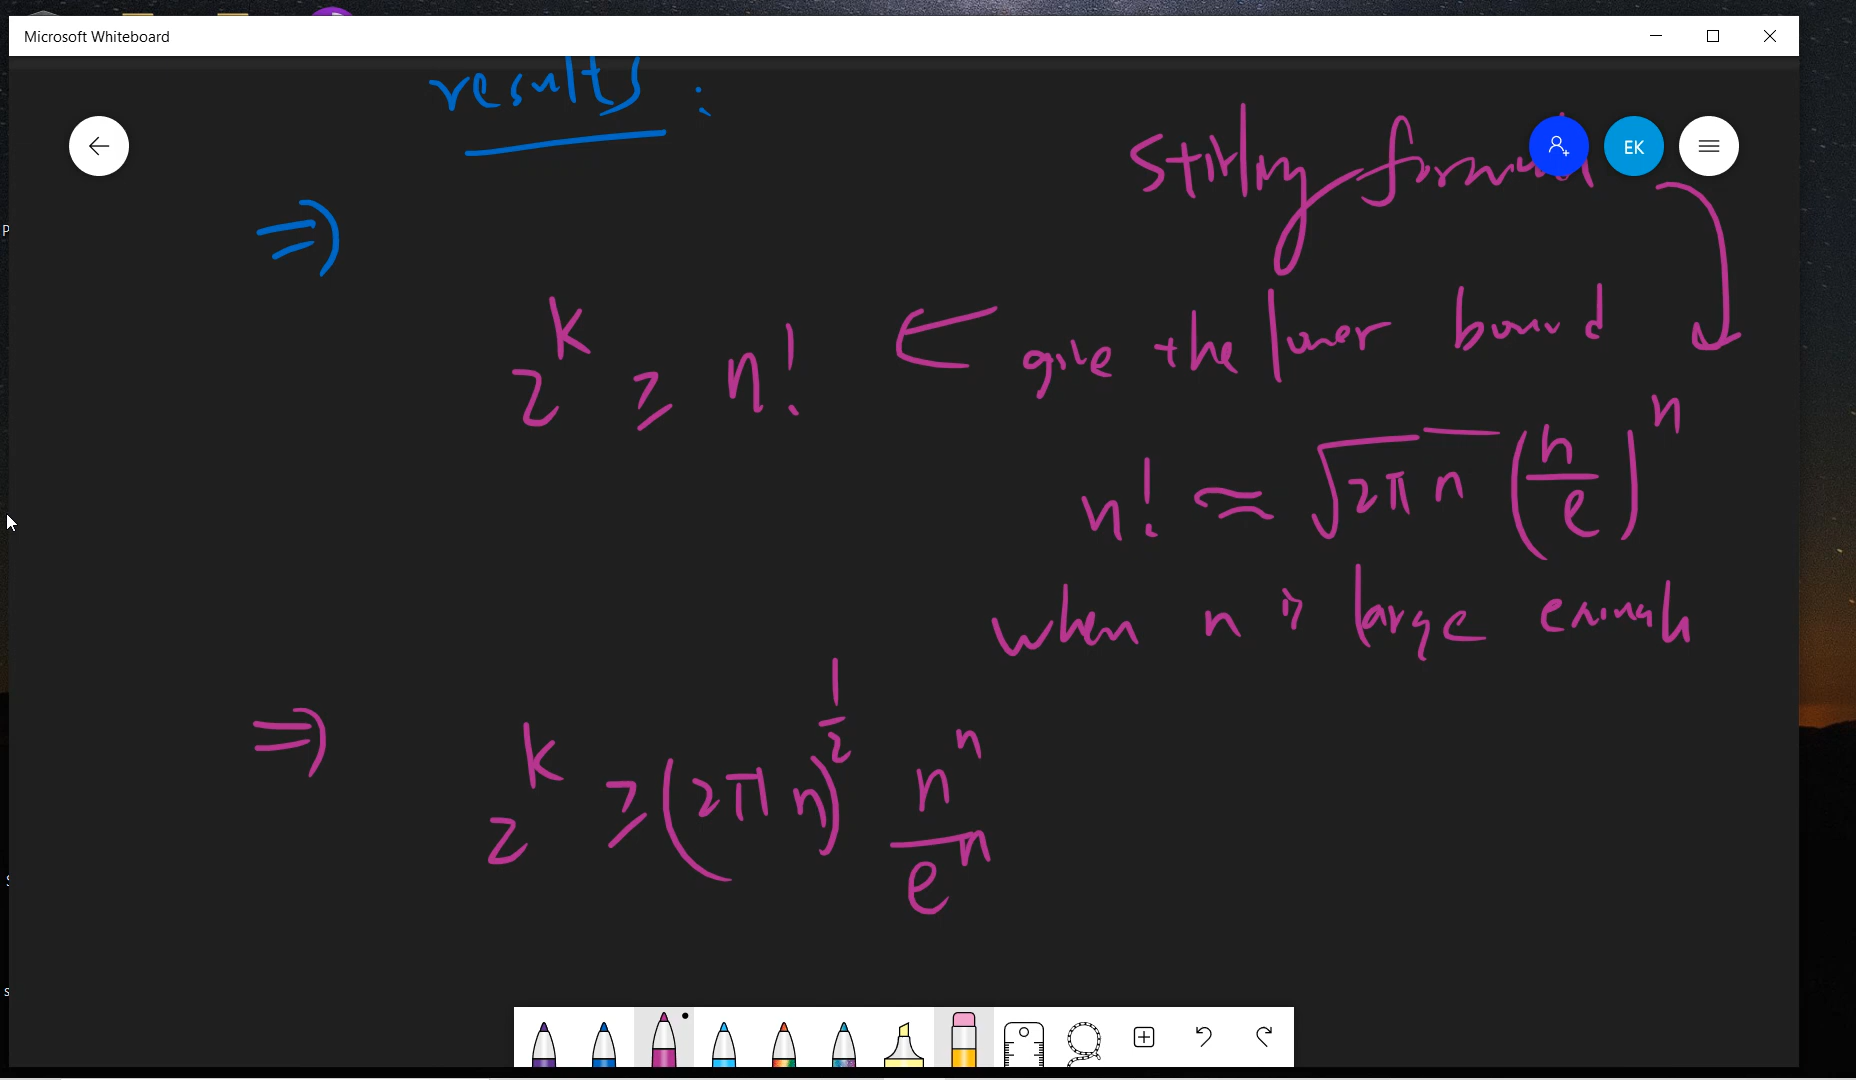 Microsoft Whiteboard
results :
Stirling formul
EK
⇒
2^k ≥ n! ← give the lower bound
n! ≈ √(2πn) (n/e)^n
when n is large enough
⇒ 2^k ≥ (2πn)^(1/2) n^n/e^n